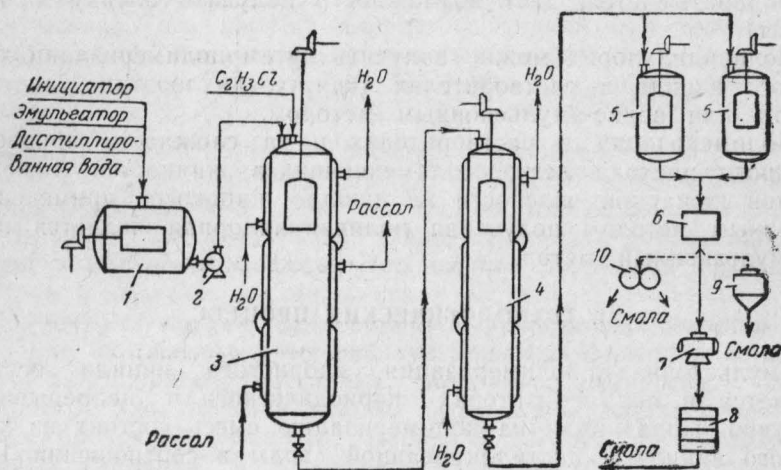 C₂H₃Cl
H₂O
H₂O
Инициатор
Эмульгатор
Дистиллиро-
ванная вода
5
5
Рассол
6
1
2
H₂O
4
10
9
Смола
3
7
Смола
8
Рассол
H₂O
Смола